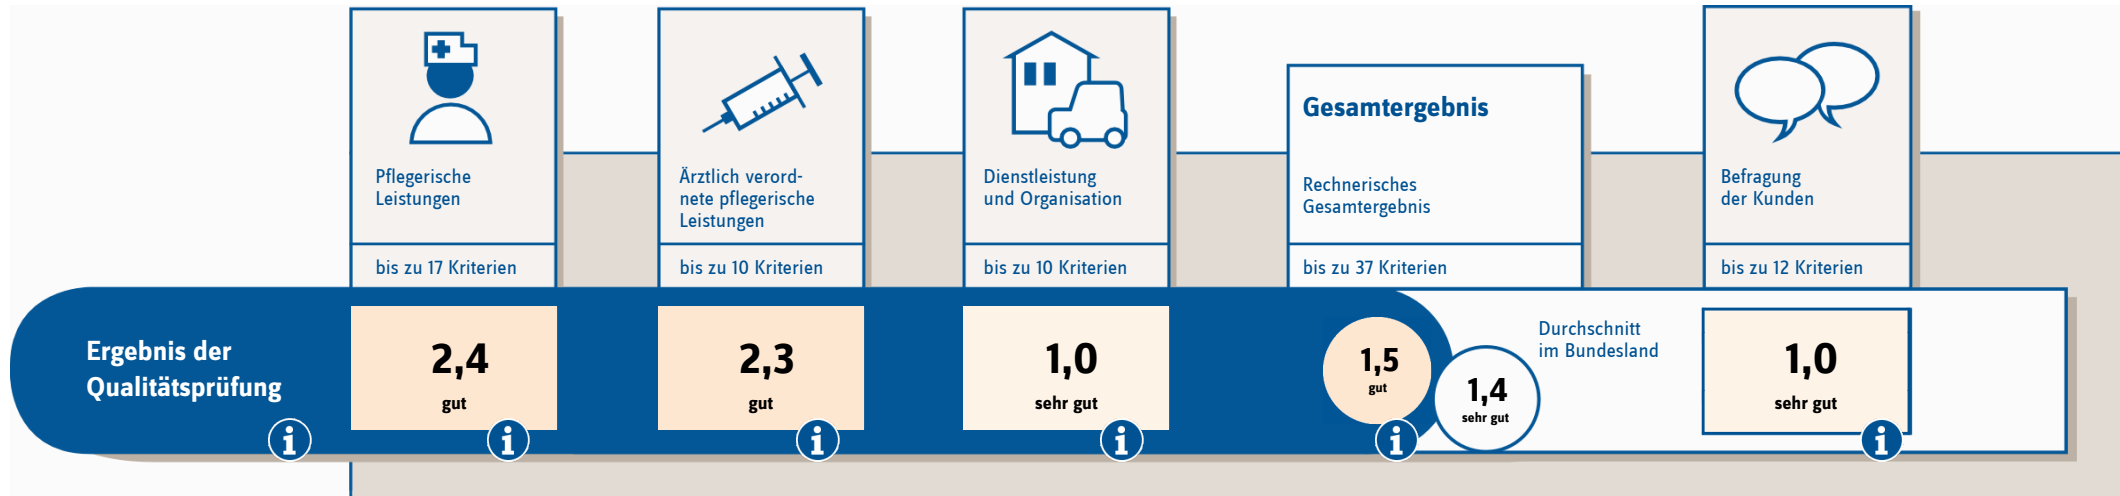 Pflegerische
Leistungen
bis zu 17 Kriterien
Ärztlich verord-
nete pflegerische
Leistungen
bis zu 10 Kriterien
Dienstleistung
und Organisation
bis zu 10 Kriterien
Gesamtergebnis
Rechnerisches
Gesamtergebnis
bis zu 37 Kriterien
Befragung
der Kunden
bis zu 12 Kriterien
Ergebnis der
Qualitätsprüfung
i
2,4
gut
i
2,3
gut
i
1,0
sehr gut
i
1,5
gut
i
1,4
sehr gut
Durchschnitt
im Bundesland
1,0
sehr gut
i